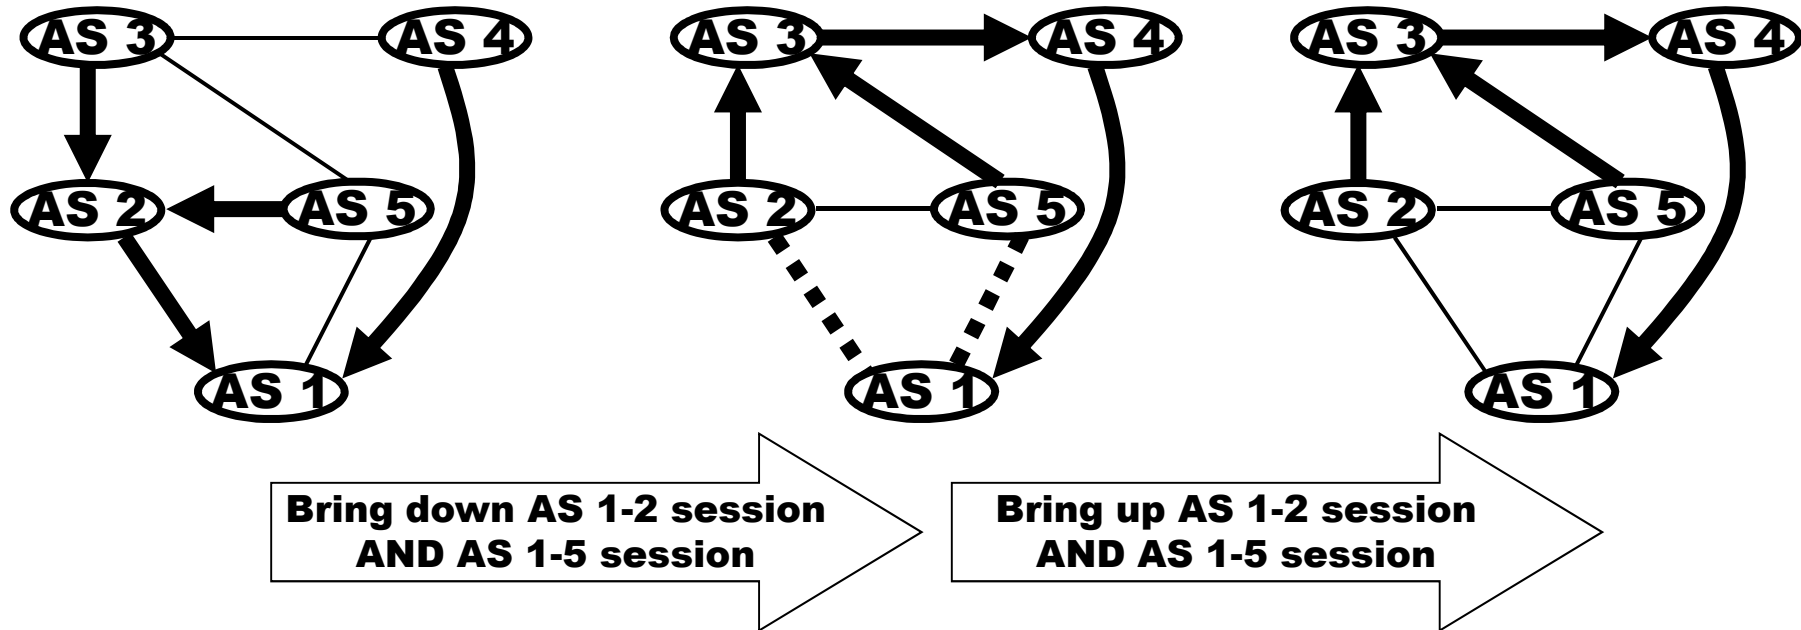 AS 3
AS 4
AS 2
AS 5
AS 1
AS 3
AS 4
AS 2
AS 5
AS 1
AS 3
AS 4
AS 2
AS 5
AS 1
Bring down AS 1-2 session
AND AS 1-5 session
Bring up AS 1-2 session
AND AS 1-5 session